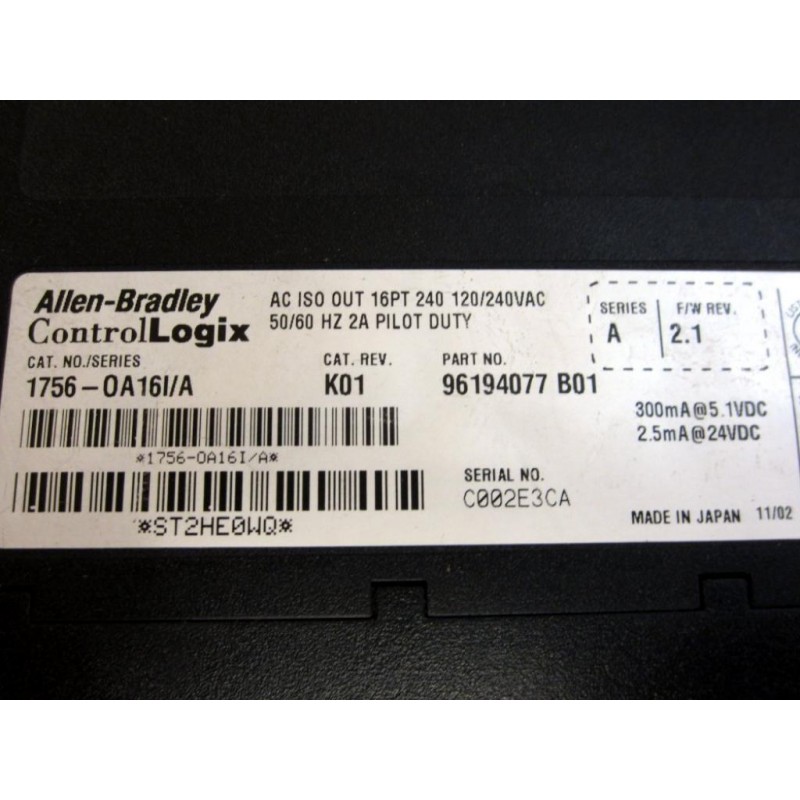 Allen-Bradley
ControlLogix
AC ISO OUT 16PT 240 120/240VAC
50/60 HZ 2A PILOT DUTY
SERIES
A
F/W REV.
2.1
CAT. NO./SERIES
1756-OA16I/A
CAT. REV.
K01
PART NO.
96194077 B01
300mA@5.1VDC
2.5mA@24VDC
*1756-OA16I/A*
*ST2HE0WQ*
SERIAL NO.
C002E3CA
MADE IN JAPAN 11/02